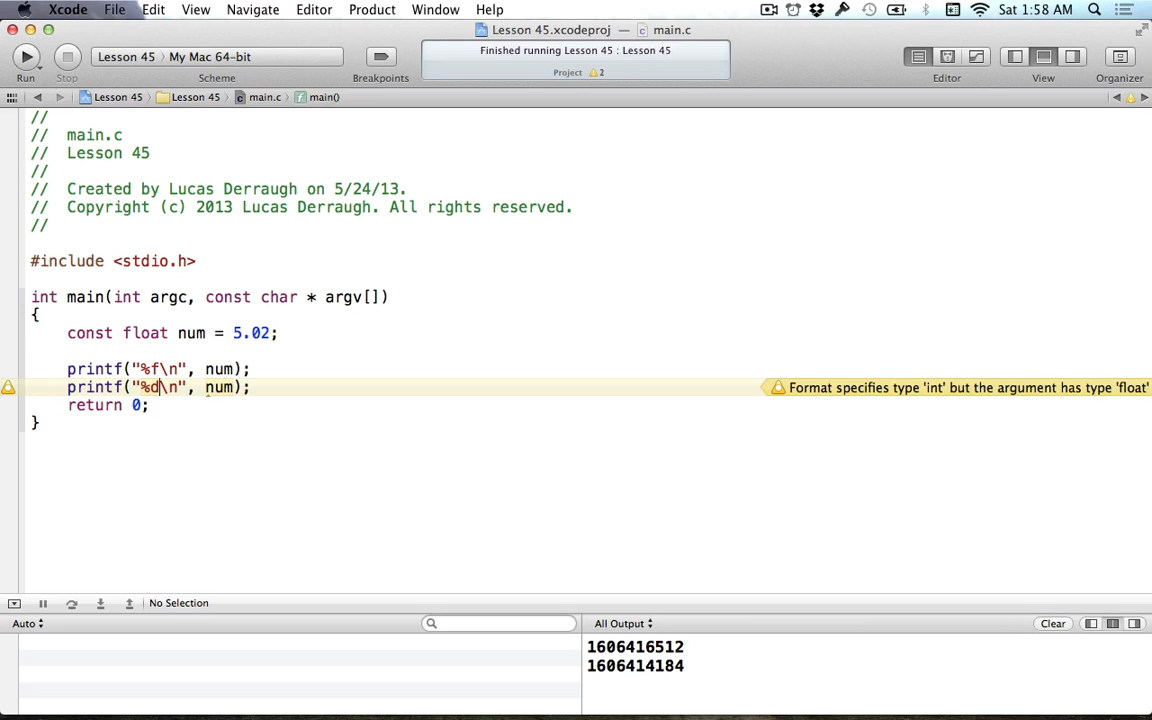 Xcode File Edit View Navigate Editor Product Window Help Sat 1:58 AM
Lesson 45.xcodeproj — main.c
Lesson 45 〉 My Mac 64-bit
Finished running Lesson 45 : Lesson 45
Project 2
Run Stop Scheme Breakpoints Editor View Organizer
Lesson 45 〉 Lesson 45 〉 main.c 〉 main()
//
// main.c
// Lesson 45
//
// Created by Lucas Derraugh on 5/24/13.
// Copyright (c) 2013 Lucas Derraugh. All rights reserved.
//
#include <stdio.h>
int main(int argc, const char * argv[])
{
const float num = 5.02;
printf("%f\n", num);
printf("%d\n", num);
Format specifies type 'int' but the argument has type 'float'
return 0;
}
No Selection
Auto
All Output
Clear
1606416512
1606414184